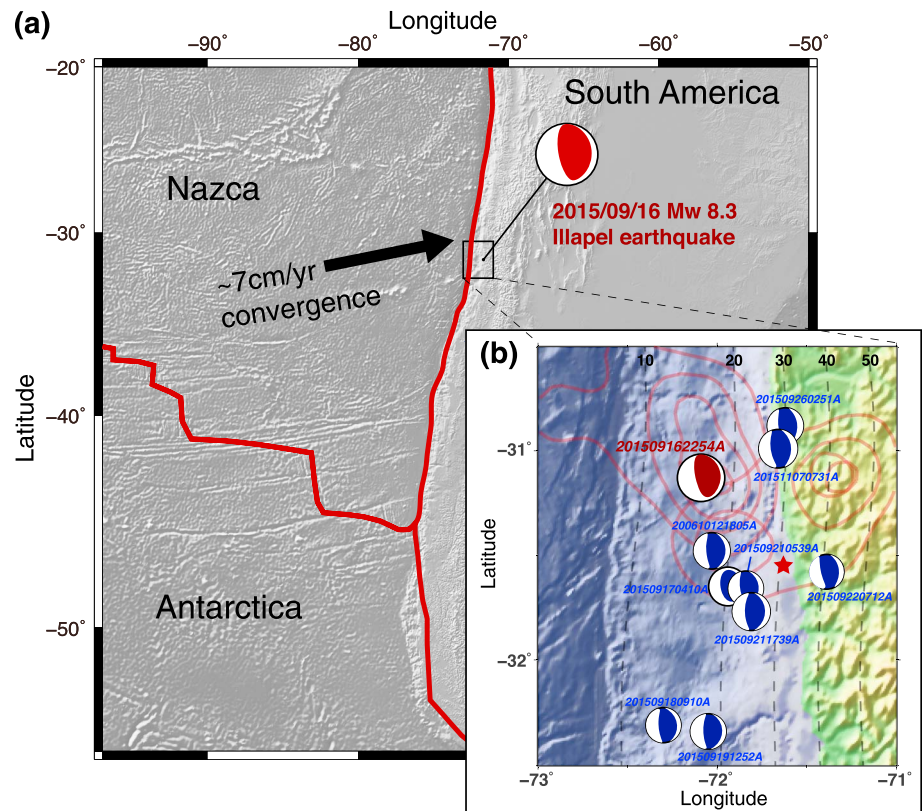 (a)
Longitude
−90°
−80°
−70°
−60°
−50°
−20°
South America
Nazca
2015/09/16 Mw 8.3
Illapel earthquake
−30°
~7cm/yr
convergence
Latitude
−40°
Antarctica
−50°
(b)
10
20
30
40
50
201509260251A
−31°
201509162254A
201511070731A
200610121805A
201509210539A
201509170410A
201509220712A
201509211739A
Latitude
−32°
201509180910A
201509191252A
−73°
−72°
−71°
Longitude